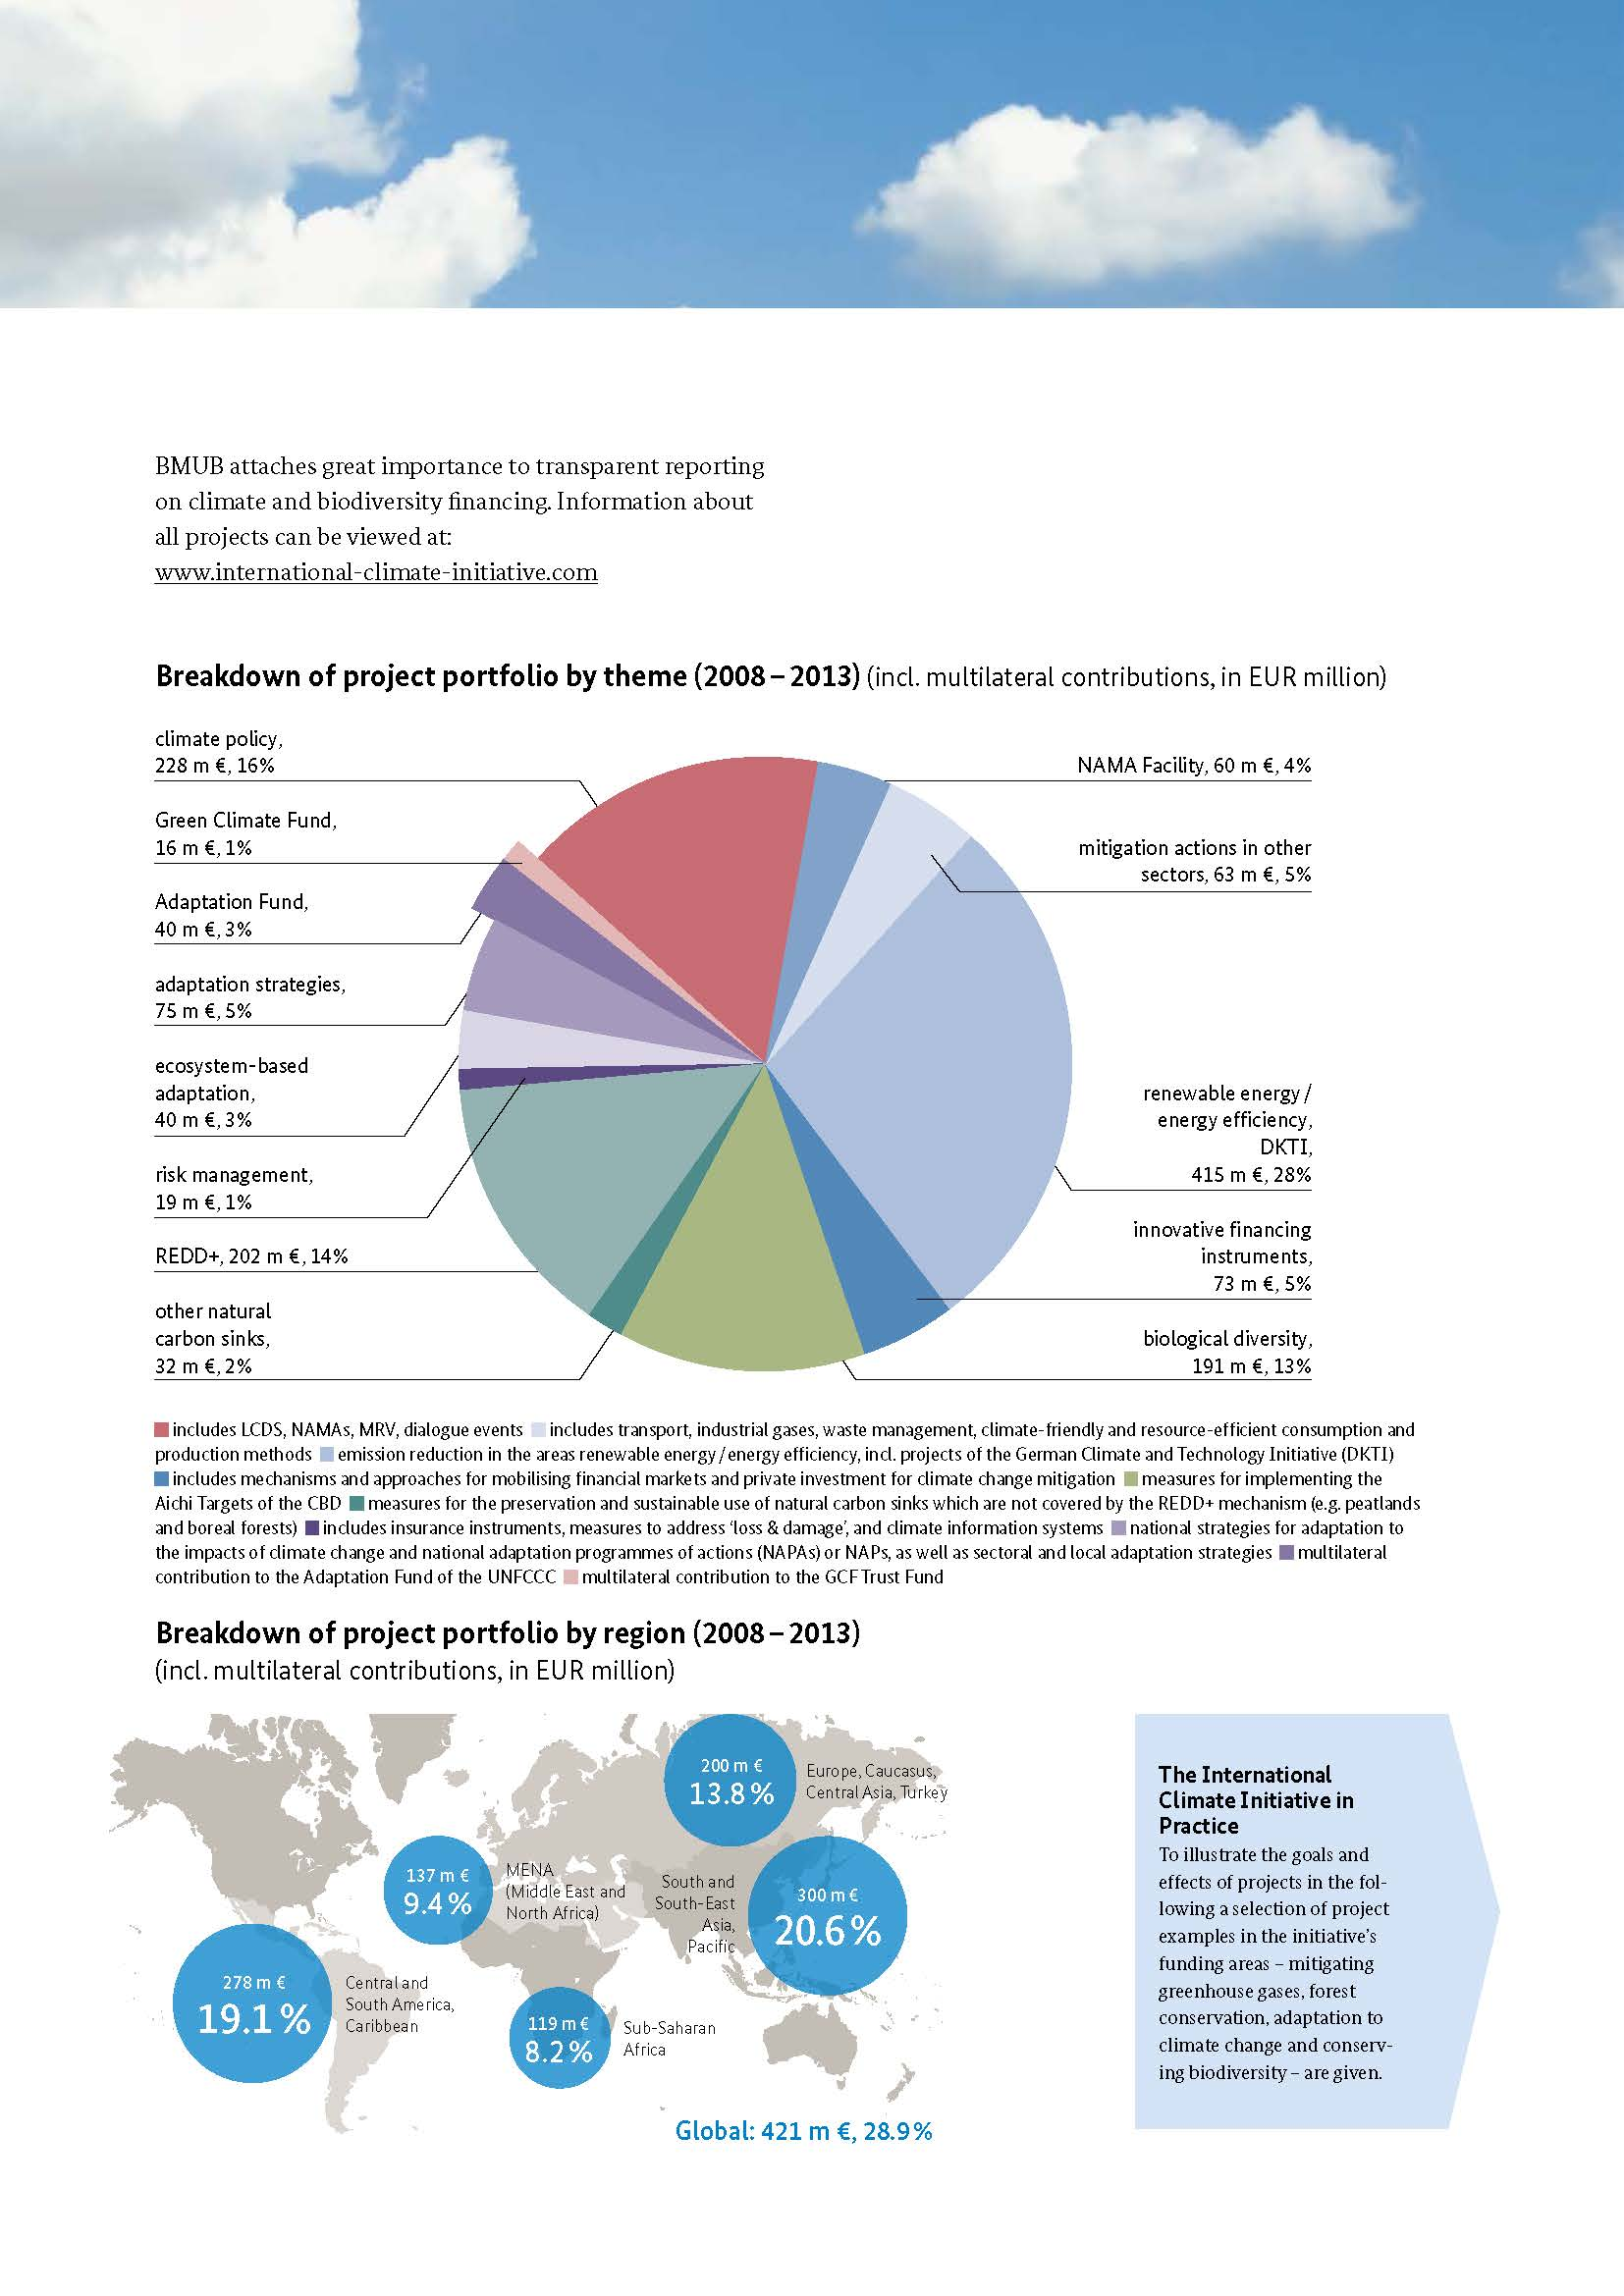 BMUB attaches great importance to transparent reporting
on climate and biodiversity financing. Information about
all projects can be viewed at:
www.international-climate-initiative.com
Breakdown of project portfolio by theme (2008 – 2013) (incl. multilateral contributions, in EUR million)
climate policy,
228 m €, 16%
Green Climate Fund,
16 m €, 1%
Adaptation Fund,
40 m €, 3%
adaptation strategies,
75 m €, 5%
ecosystem-based
adaptation,
40 m €, 3%
risk management,
19 m €, 1%
REDD+, 202 m €, 14%
other natural
carbon sinks,
32 m €, 2%
NAMA Facility, 60 m €, 4%
mitigation actions in other
sectors, 63 m €, 5%
renewable energy /
energy efficiency,
DKTI,
415 m €, 28%
innovative financing
instruments,
73 m €, 5%
biological diversity,
191 m €, 13%
includes LCDS, NAMAs, MRV, dialogue events includes transport, industrial gases, waste management, climate-friendly and resource-efficient consumption and
production methods emission reduction in the areas renewable energy / energy efficiency, incl. projects of the German Climate and Technology Initiative (DKTI)
includes mechanisms and approaches for mobilising financial markets and private investment for climate change mitigation measures for implementing the
Aichi Targets of the CBD measures for the preservation and sustainable use of natural carbon sinks which are not covered by the REDD+ mechanism (e.g. peatlands
and boreal forests) includes insurance instruments, measures to address ‘loss & damage’, and climate information systems national strategies for adaptation to
the impacts of climate change and national adaptation programmes of actions (NAPAs) or NAPs, as well as sectoral and local adaptation strategies multilateral
contribution to the Adaptation Fund of the UNFCCC multilateral contribution to the GCF Trust Fund
Breakdown of project portfolio by region (2008 – 2013)
(incl. multilateral contributions, in EUR million)
200 m €
13.8 %
Europe, Caucasus,
Central Asia, Turkey
137 m €
9.4 %
MENA
(Middle East and
North Africa)
South and
South-East
Asia,
Pacific
300 m €
20.6 %
278 m €
19.1 %
Central and
South America,
Caribbean
119 m €
8.2 %
Sub-Saharan
Africa
Global: 421 m €, 28.9 %
The International
Climate Initiative in
Practice
To illustrate the goals and
effects of projects in the fol-
lowing a selection of project
examples in the initiative’s
funding areas – mitigating
greenhouse gases, forest
conservation, adaptation to
climate change and conserv-
ing biodiversity – are given.